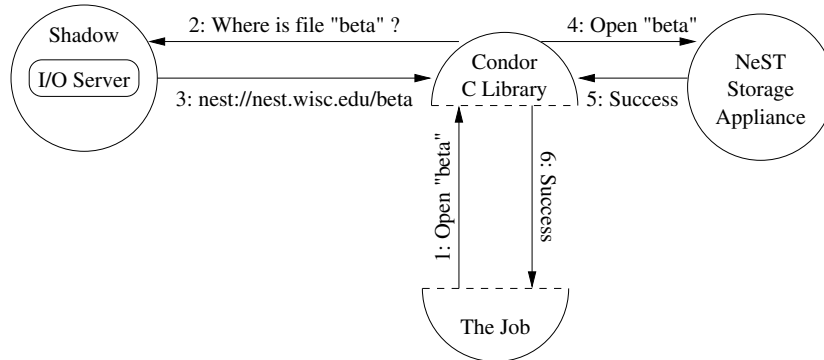 Shadow
I/O Server
2: Where is file "beta" ?
3: nest://nest.wisc.edu/beta
Condor
C Library
4: Open "beta"
5: Success
NeST
Storage
Appliance
1: Open "beta"
6: Success
The Job